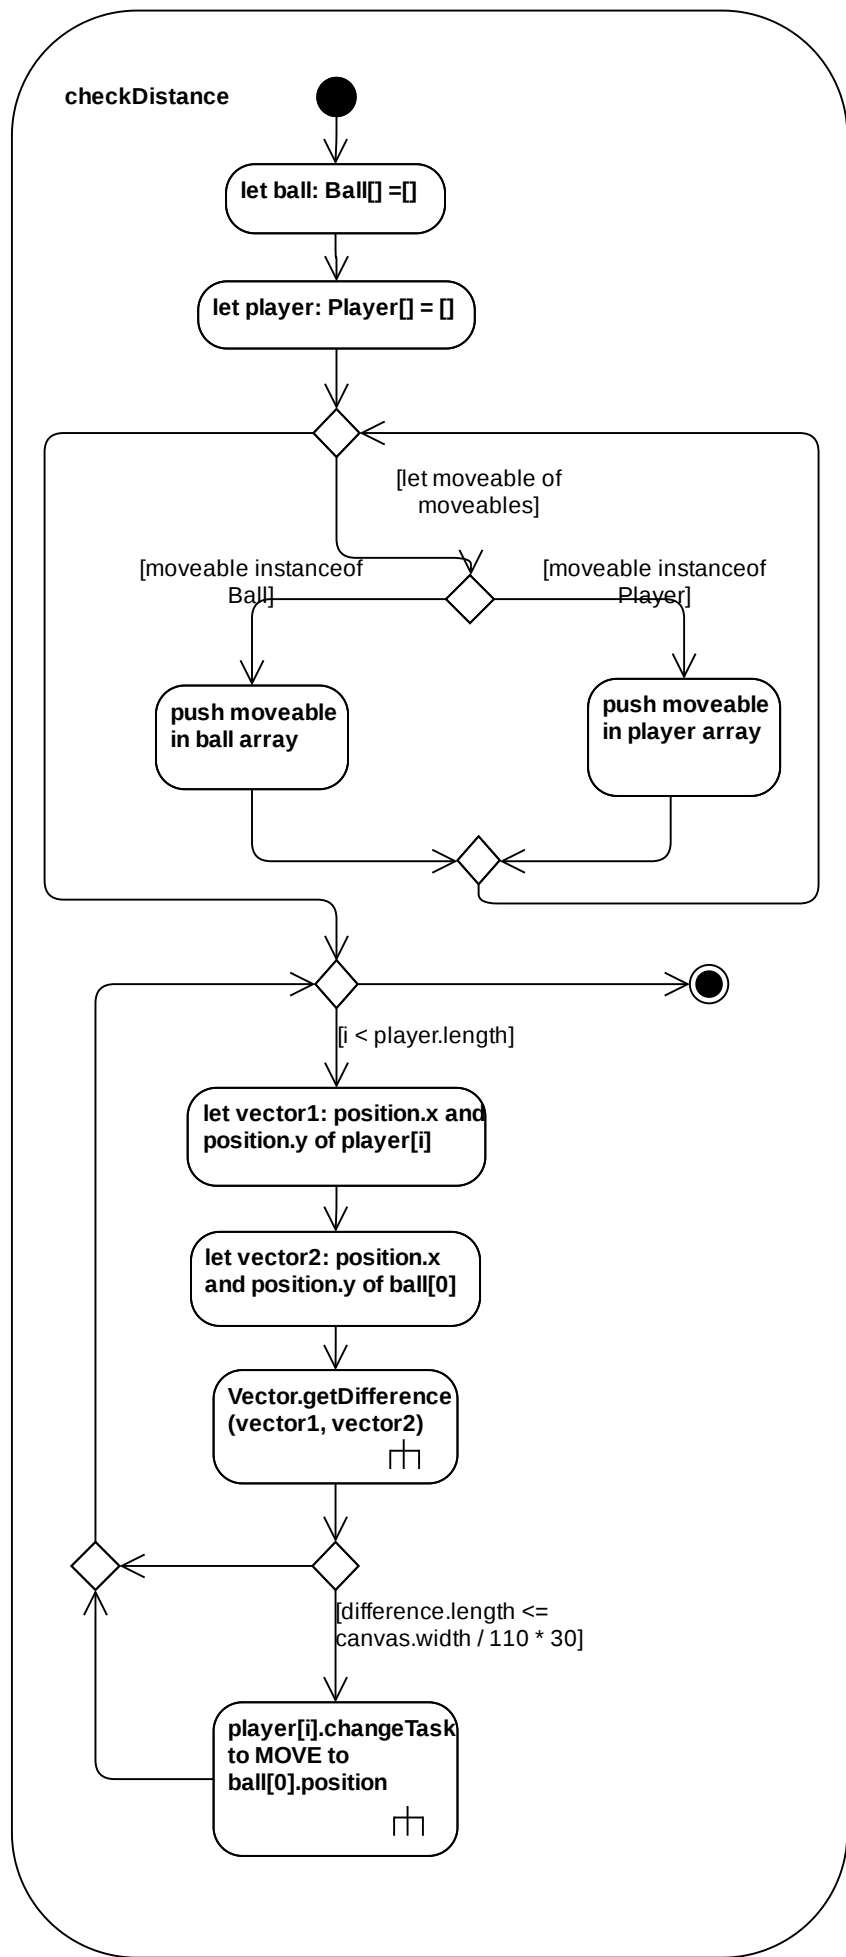 checkDistance
let ball: Ball[] =[]
let player: Player[] = []
[let moveable of
moveables]
[moveable instanceof
Ball]
[moveable instanceof
Player]
push moveable
in ball array
push moveable
in player array
[i < player.length]
let vector1: position.x and
position.y of player[i]
let vector2: position.x
and position.y of ball[0]
Vector.getDifference
(vector1, vector2)
[difference.length <=
canvas.width / 110 * 30]
player[i].changeTask
to MOVE to
ball[0].position